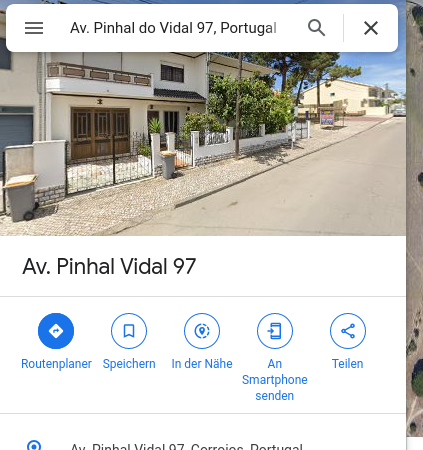 Av. Pinhal do Vidal 97, Portugal
Av. Pinhal Vidal 97
Routenplaner
Speichern
In der Nähe
An
Smartphone
senden
Teilen
Av. Pinhal Vidal 97, Corroios, Portugal